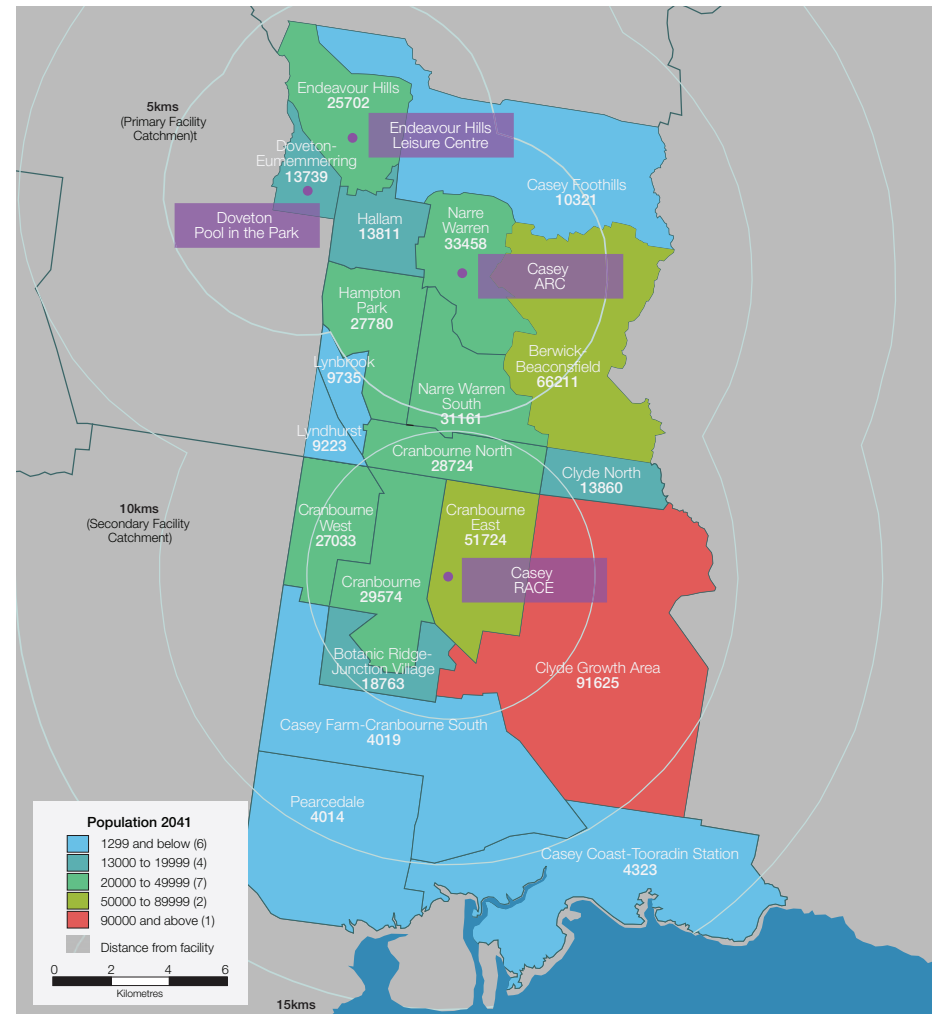 5kms
(Primary Facility
Catchmen)t
Endeavour Hills
25702
Endeavour Hills
Leisure Centre
Doveton-
Eumemmerring
13739
Casey Foothills
10321
Doveton
Pool in the Park
Hallam
13811
Narre
Warren
33458
Casey
ARC
Hampton
Park
27780
Lynbrook
9735
Berwick-
Beaconsfield
66211
Narre Warren
South
31161
Lyndhurst
9223
Cranbourne North
28724
Clyde North
13860
10kms
(Secondary Facility
Catchment)
Cranbourne
West
27033
Cranbourne
East
51724
Cranbourne
29574
Casey
RACE
Botanic Ridge-
Junction Village
18763
Clyde Growth Area
91625
Casey Farm-Cranbourne South
4019
Pearcedale
4014
Casey Coast-Tooradin Station
4323
Population 2041
1299 and below (6)
13000 to 19999 (4)
20000 to 49999 (7)
50000 to 89999 (2)
90000 and above (1)
Distance from facility
0 2 4 6
Kilometres
15kms